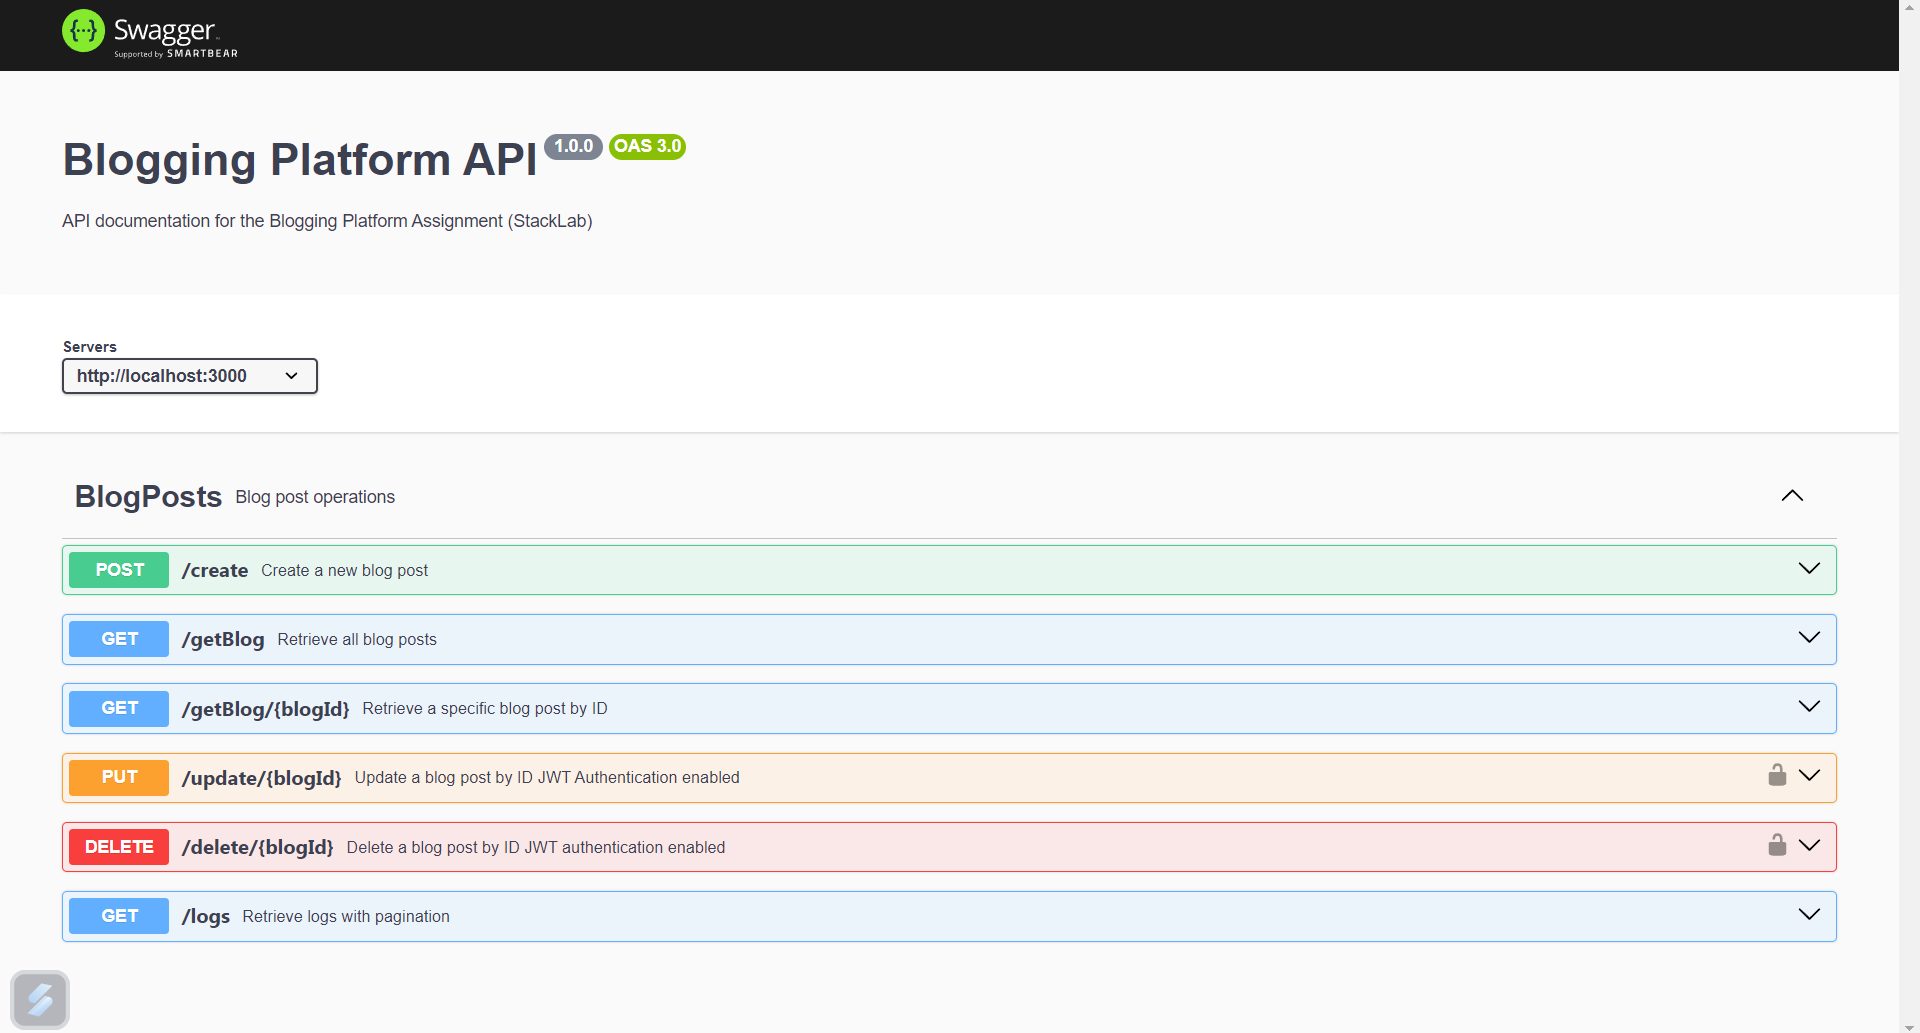 {···} Swagger™
Supported by SMARTBEAR
Blogging Platform API 1.0.0 OAS 3.0
API documentation for the Blogging Platform Assignment (StackLab)
Servers
http://localhost:3000
BlogPosts Blog post operations
POST /create Create a new blog post
GET /getBlog Retrieve all blog posts
GET /getBlog/{blogId} Retrieve a specific blog post by ID
PUT /update/{blogId} Update a blog post by ID JWT Authentication enabled
DELETE /delete/{blogId} Delete a blog post by ID JWT authentication enabled
GET /logs Retrieve logs with pagination